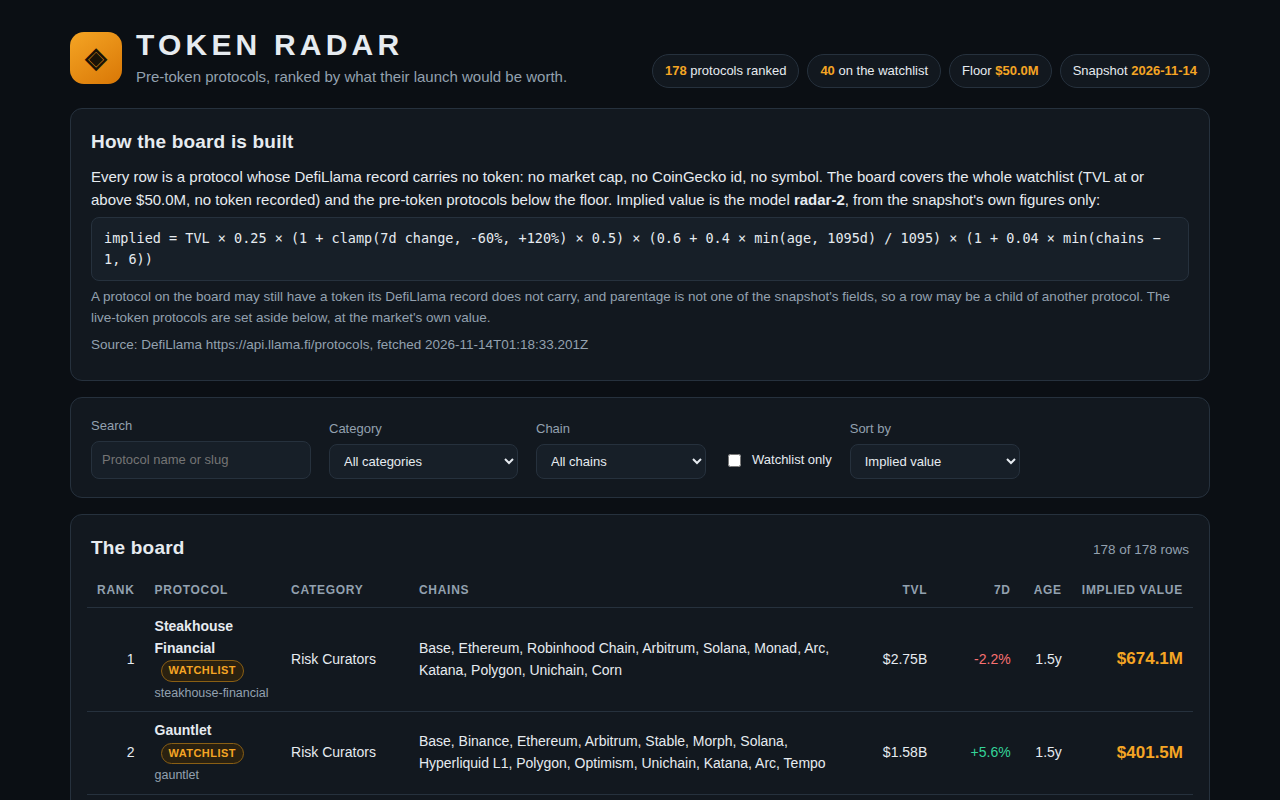 TOKEN RADAR
Pre-token protocols, ranked by what their launch would be worth.
178 protocols ranked
40 on the watchlist
Floor $50.0M
Snapshot 2026-11-14
How the board is built
Every row is a protocol whose DefiLlama record carries no token: no market cap, no CoinGecko id, no symbol. The board covers the whole watchlist (TVL at or
above $50.0M, no token recorded) and the pre-token protocols below the floor. Implied value is the model radar-2, from the snapshot's own figures only:
implied = TVL × 0.25 × (1 + clamp(7d change, -60%, +120%) × 0.5) × (0.6 + 0.4 × min(age, 1095d) / 1095) × (1 + 0.04 × min(chains −
1, 6))
A protocol on the board may still have a token its DefiLlama record does not carry, and parentage is not one of the snapshot's fields, so a row may be a child of another protocol. The
live-token protocols are set aside below, at the market's own value.
Source: DefiLlama https://api.llama.fi/protocols, fetched 2026-11-14T01:18:33.201Z
Search
Protocol name or slug
Category
All categories
Chain
All chains
Watchlist only
Sort by
Implied value
The board
178 of 178 rows
RANK PROTOCOL CATEGORY CHAINS TVL 7D AGE IMPLIED VALUE
1
Steakhouse
Financial
WATCHLIST
steakhouse-financial
Risk Curators
Base, Ethereum, Robinhood Chain, Arbitrum, Solana, Monad, Arc,
Katana, Polygon, Unichain, Corn
$2.75B
-2.2%
1.5y
$674.1M
2
Gauntlet
WATCHLIST
gauntlet
Risk Curators
Base, Binance, Ethereum, Arbitrum, Stable, Morph, Solana,
Hyperliquid L1, Polygon, Optimism, Unichain, Katana, Arc, Tempo
$1.58B
+5.6%
1.5y
$401.5M